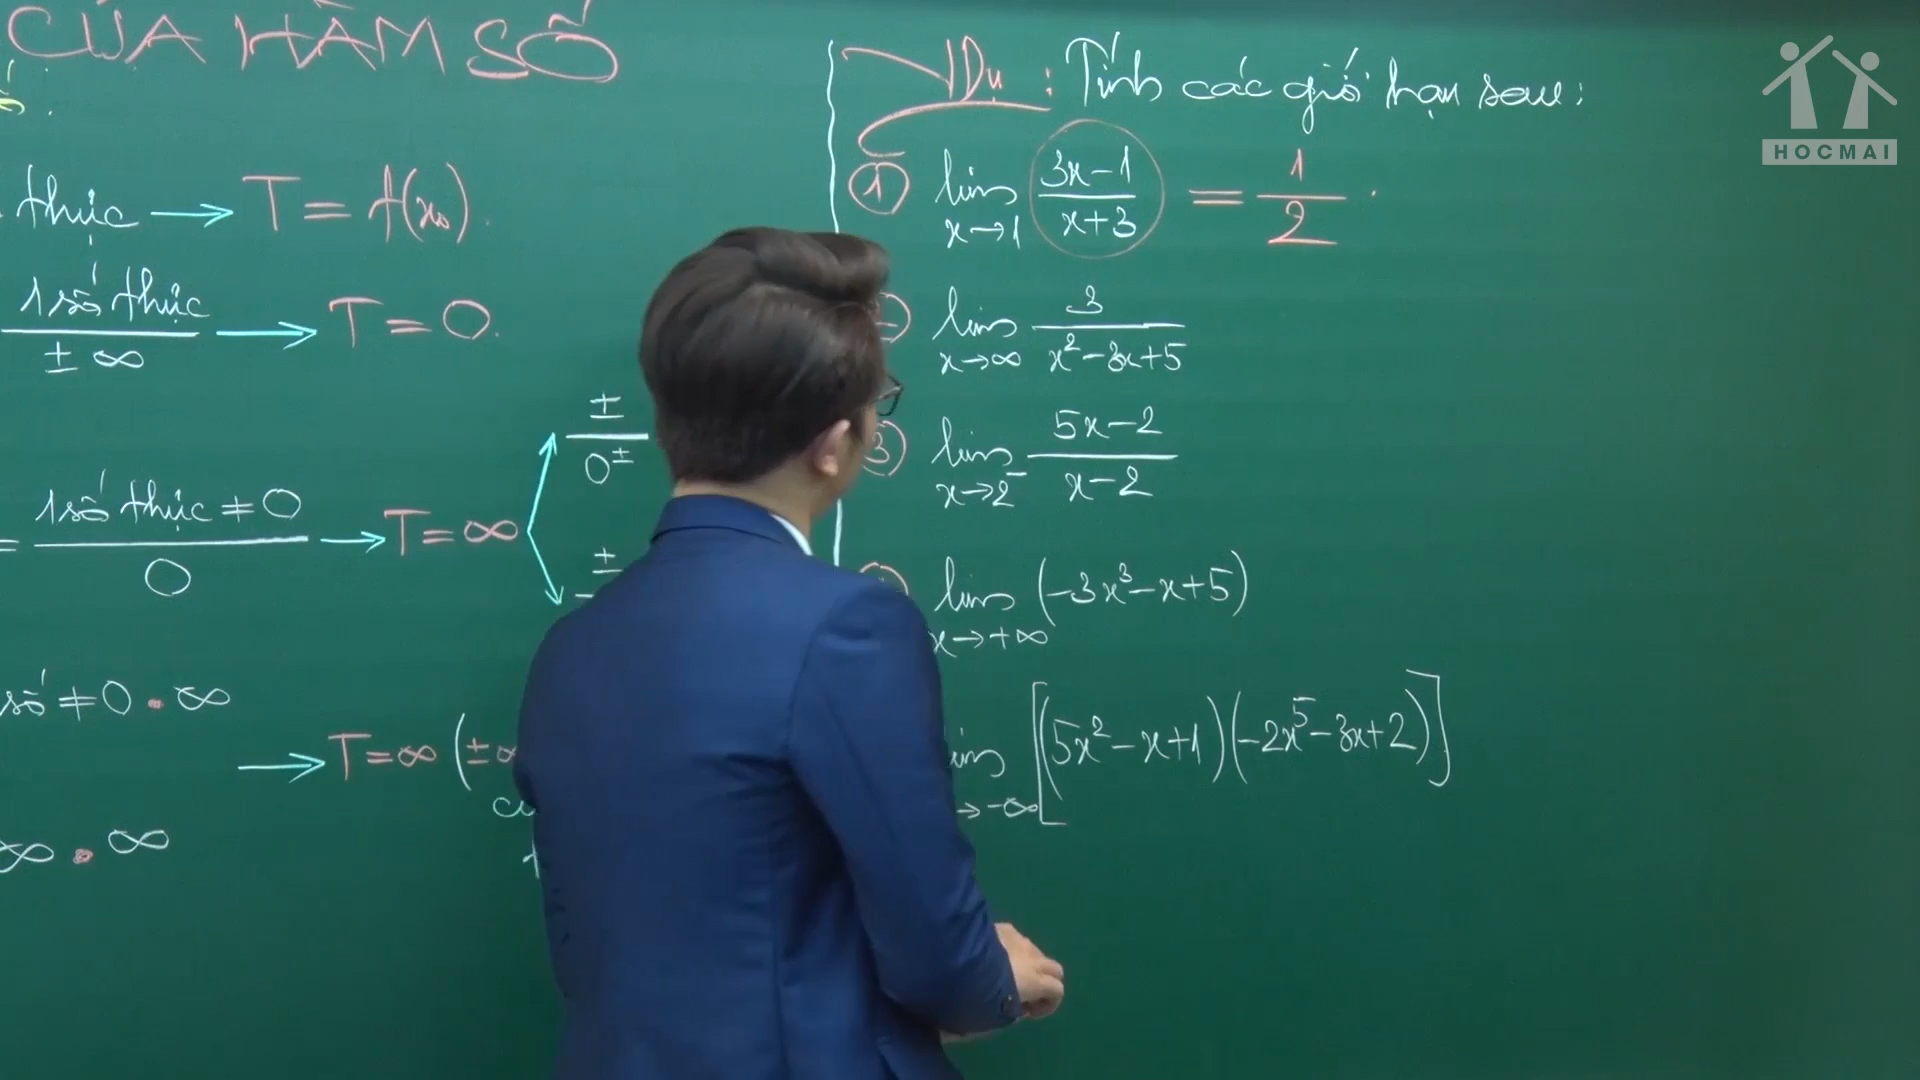 CỦA HÀM SỐ
thực → T = f(x₀).
1 số thực / ±∞ → T = 0.
± / 0^±
= 1 số thực ≠ 0 / 0 → T = ∞
±
số ≠ 0 . ∞
→ T = ∞ (±∞
∞ . ∞
VDụ : Tính các giới hạn sau:
① lim x→1 (3x-1)/(x+3) = 1/2.
lim x→∞ 3/(x²-3x+5)
③ lim x→2⁻ (5x-2)/(x-2)
lim x→+∞ (-3x³-x+5)
lim →-∞ [(5x²-x+1)(-2x⁵-3x+2)]
HOCMAI